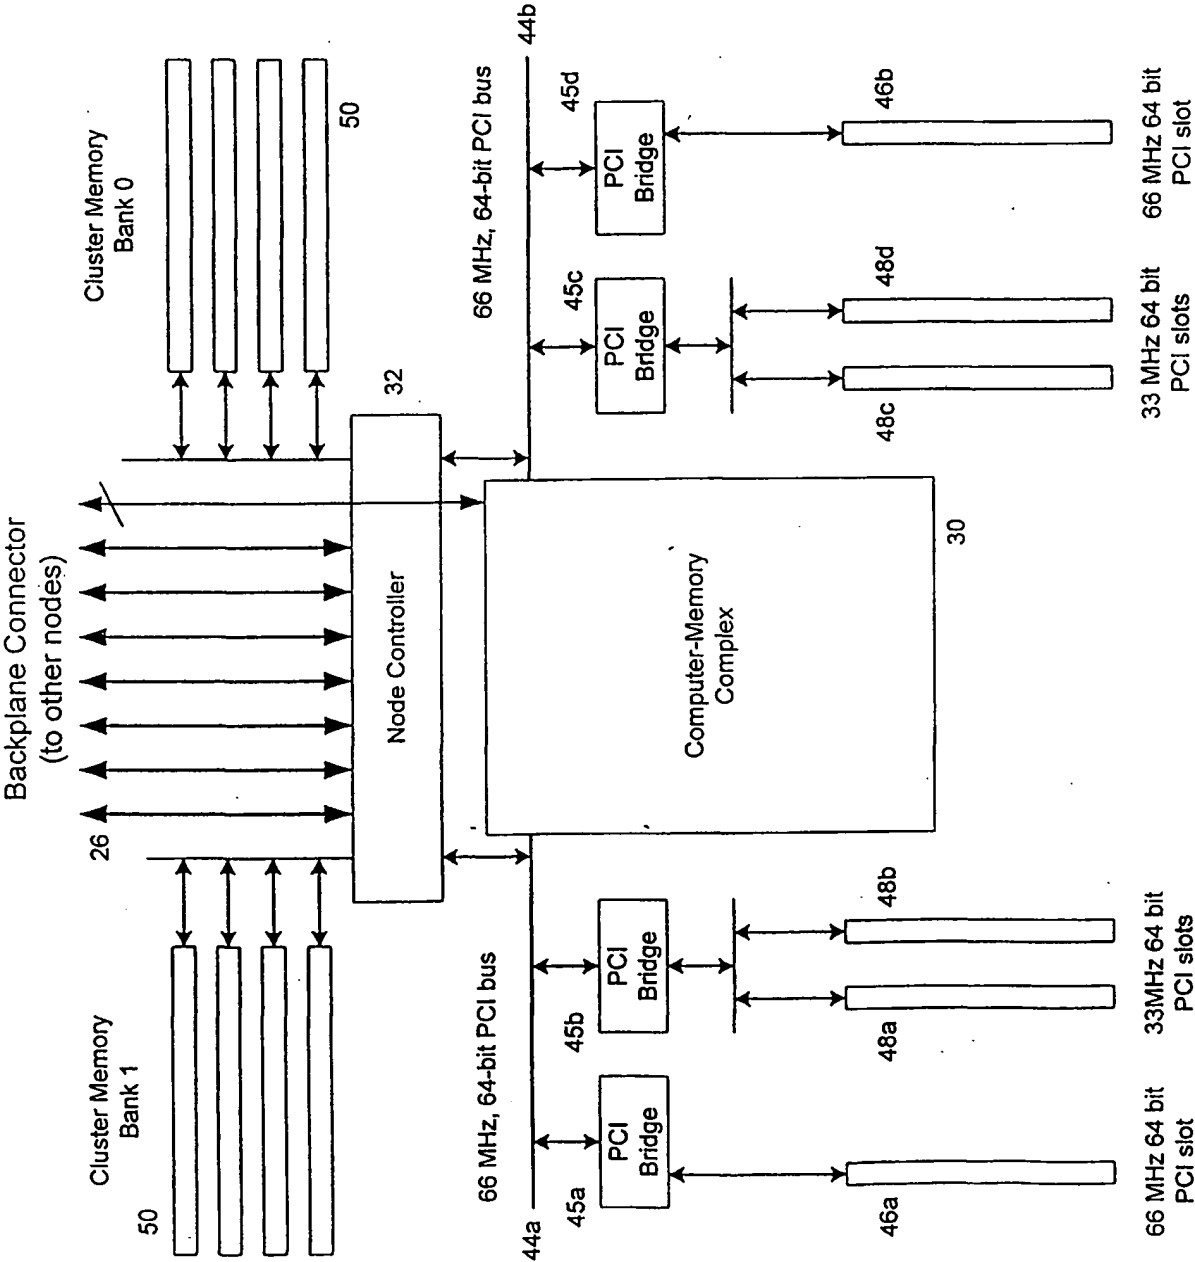 Backplane Connector
(to other nodes)
Cluster Memory
Bank 1
50
26
Cluster Memory
Bank 0
50
Node Controller
32
66 MHz, 64-bit PCI bus
44a
66 MHz, 64-bit PCI bus
44b
45a
PCI
Bridge
45b
PCI
Bridge
45c
PCI
Bridge
45d
PCI
Bridge
Computer-Memory
Complex
30
46a
48a
48b
48c
48d
46b
66 MHz 64 bit
PCI slot
33MHz 64 bit
PCI slots
33 MHz 64 bit
PCI slots
66 MHz 64 bit
PCI slot